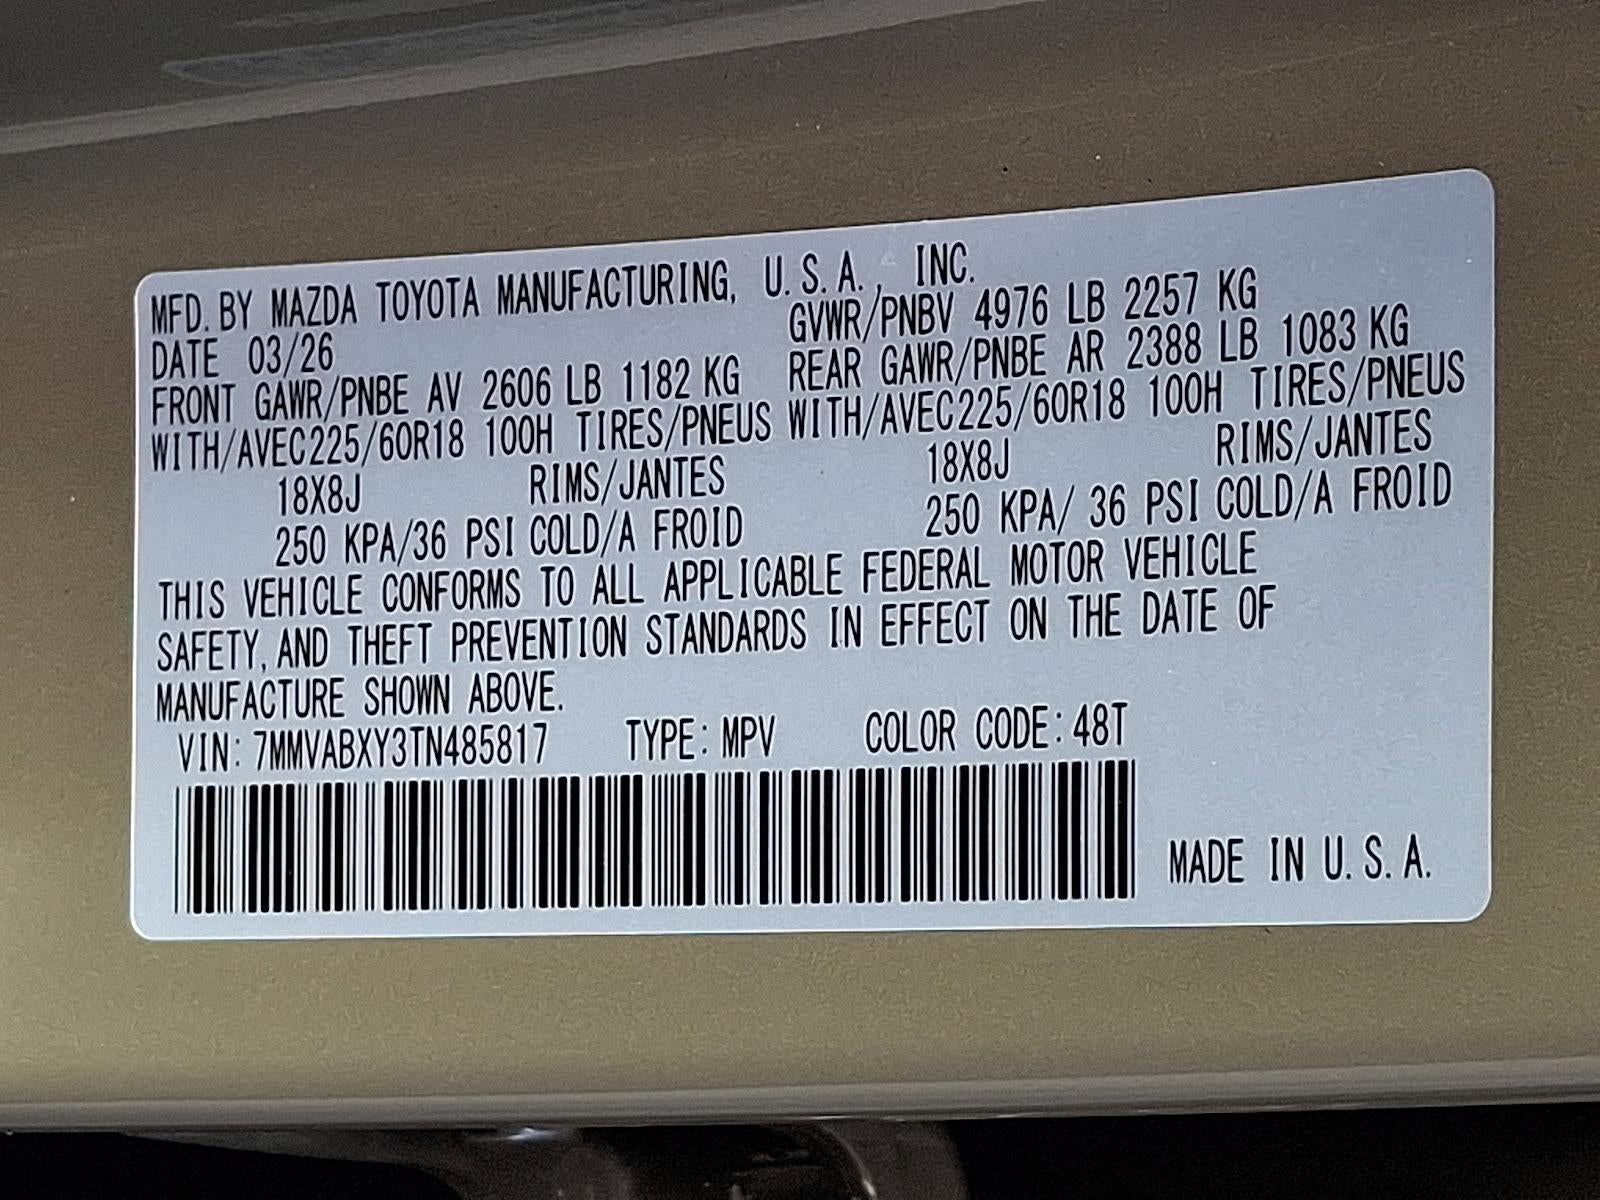 MFD. BY MAZDA TOYOTA MANUFACTURING, U.S.A., INC.
DATE 03/26 GVWR/PNBV 4976 LB 2257 KG
FRONT GAWR/PNBE AV 2606 LB 1182 KG REAR GAWR/PNBE AR 2388 LB 1083 KG
WITH/AVEC225/60R18 100H TIRES/PNEUS WITH/AVEC225/60R18 100H TIRES/PNEUS
18X8J RIMS/JANTES 18X8J RIMS/JANTES
250 KPA/36 PSI COLD/A FROID 250 KPA/ 36 PSI COLD/A FROID
THIS VEHICLE CONFORMS TO ALL APPLICABLE FEDERAL MOTOR VEHICLE
SAFETY, AND THEFT PREVENTION STANDARDS IN EFFECT ON THE DATE OF
MANUFACTURE SHOWN ABOVE.
VIN: 7MMVABXY3TN485817 TYPE: MPV COLOR CODE: 48T
MADE IN U.S.A.